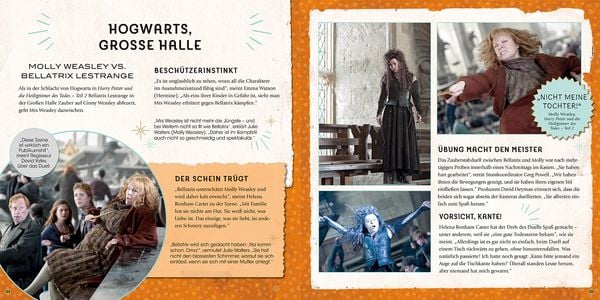 HOGWARTS,
GROSSE HALLE
MOLLY WEASLEY VS.
BELLATRIX LESTRANGE
Als in der Schlacht von Hogwarts in Harry Potter und
die Heiligtümer des Todes – Teil 2 Bellatrix Lestrange in
der Großen Halle Zauber auf Ginny Weasley abfeuert,
geht Mrs Weasley dazwischen.
„Diese Szene
ist wirklich ein
Publikumshit“,
meint Regisseur
David Yates
über das Duell.
BESCHÜTZERINSTINKT
„Es ist unglaublich zu sehen, wozu all die Charaktere
im Ausnahmezustand fähig sind“, meint Emma Watson
(Hermine). „Als eins ihrer Kinder in Gefahr ist, sieht man
Mrs Weasley erbittert gegen Bellatrix kämpfen.“
„Mrs Weasley ist nicht mehr die Jüngste – und
bei Weitem nicht so fit wie Bellatrix“, erklärt Julie
Walters (Molly Weasley). „Daher ist ihr Kampfstil
auch nicht so geschmeidig und spektakulär.“
DER SCHEIN TRÜGT
„Bellatrix unterschätzt Molly Weasley und
wird daher kalt erwischt“, meint Helena
Bonham Carter zu der Szene. „Mit Familie
hat sie nichts am Hut. Sie weiß nicht, was
Liebe ist. Das einzige, was sie liebt, ist ande-
ren Schmerz zuzufügen.“
„Bellatrix wird sich gedacht haben: ‚Na komm
schon, Oma‘“, vermutet Julie Walters. „Sie hat
nicht den blassesten Schimmer, worauf sie sich
einlässt, wenn sie sich mit einer Mutter anlegt.“
„NICHT MEINE
TOCHTER!“
Molly Weasley,
Harry Potter und die
Heiligtümer des Todes
– Teil 2
ÜBUNG MACHT DEN MEISTER
Das Zauberstabduell zwischen Bellatrix und Molly war nach mehr-
tägigen Proben innerhalb eines Nachmittags im Kasten. „Sie haben
hart gearbeitet“, verrät Stuntkoordinator Greg Powell. „Wir haben
ihnen die Bewegungen gezeigt, und sie haben ihren eigenen Stil
einfließen lassen.“ Produzent David Heyman erinnert sich, dass die
beiden sich sogar abseits der Kameras duellierten. „Sie alberten ein-
fach zum Spaß herum.“
VORSICHT, KANTE!
Helena Bonham Carter hat der Dreh des Duells Spaß gemacht –
unter anderem, weil sie „eine gute Todesszene bekam“, wie sie
meint. „Allerdings ist es gar nicht so einfach, beim Duell auf
einem Tisch rückwärts zu gehen, ohne hinunterzufallen. Was
natürlich passierte! Ich hatte noch gesagt: ‚Kann bitte jemand ein
Auge auf die Tischkante haben?‘ Überall standen Leute herum,
aber niemand hat mich gewarnt.“